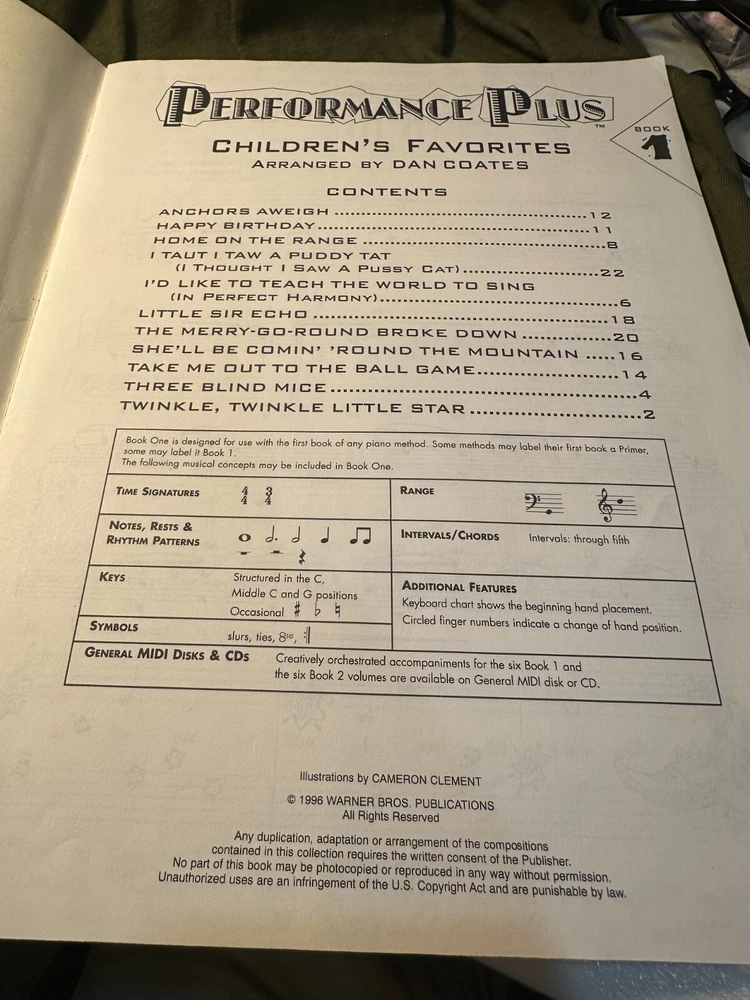 PERFORMANCE PLUS™
BOOK
1
CHILDREN'S FAVORITES
ARRANGED BY DAN COATES
CONTENTS
ANCHORS AWEIGH ........................................12
HAPPY BIRTHDAY........................................11
HOME ON THE RANGE ........................................8
I TAUT I TAW A PUDDY TAT
(I THOUGHT I SAW A PUSSY CAT)......................22
I'D LIKE TO TEACH THE WORLD TO SING
(IN PERFECT HARMONY)........................................6
LITTLE SIR ECHO ........................................18
THE MERRY-GO-ROUND BROKE DOWN ..................20
SHE'LL BE COMIN' 'ROUND THE MOUNTAIN .....16
TAKE ME OUT TO THE BALL GAME......................14
THREE BLIND MICE........................................4
TWINKLE, TWINKLE LITTLE STAR ........................2
Book One is designed for use with the first book of any piano method. Some methods may label their first book a Primer,
some may label it Book 1.
The following musical concepts may be included in Book One.
TIME SIGNATURES 4/4 3/4
RANGE
NOTES, RESTS &
RHYTHM PATTERNS
INTERVALS/CHORDS Intervals: through fifth
KEYS Structured in the C,
Middle C and G positions
Occasional ♯ ♭ ♮
ADDITIONAL FEATURES
Keyboard chart shows the beginning hand placement.
Circled finger numbers indicate a change of hand position.
SYMBOLS slurs, ties, 8va, :||
GENERAL MIDI DISKS & CDS Creatively orchestrated accompaniments for the six Book 1 and
the six Book 2 volumes are available on General MIDI disk or CD.
Illustrations by CAMERON CLEMENT
© 1996 WARNER BROS. PUBLICATIONS
All Rights Reserved
Any duplication, adaptation or arrangement of the compositions
contained in this collection requires the written consent of the Publisher.
No part of this book may be photocopied or reproduced in any way without permission.
Unauthorized uses are an infringement of the U.S. Copyright Act and are punishable by law.